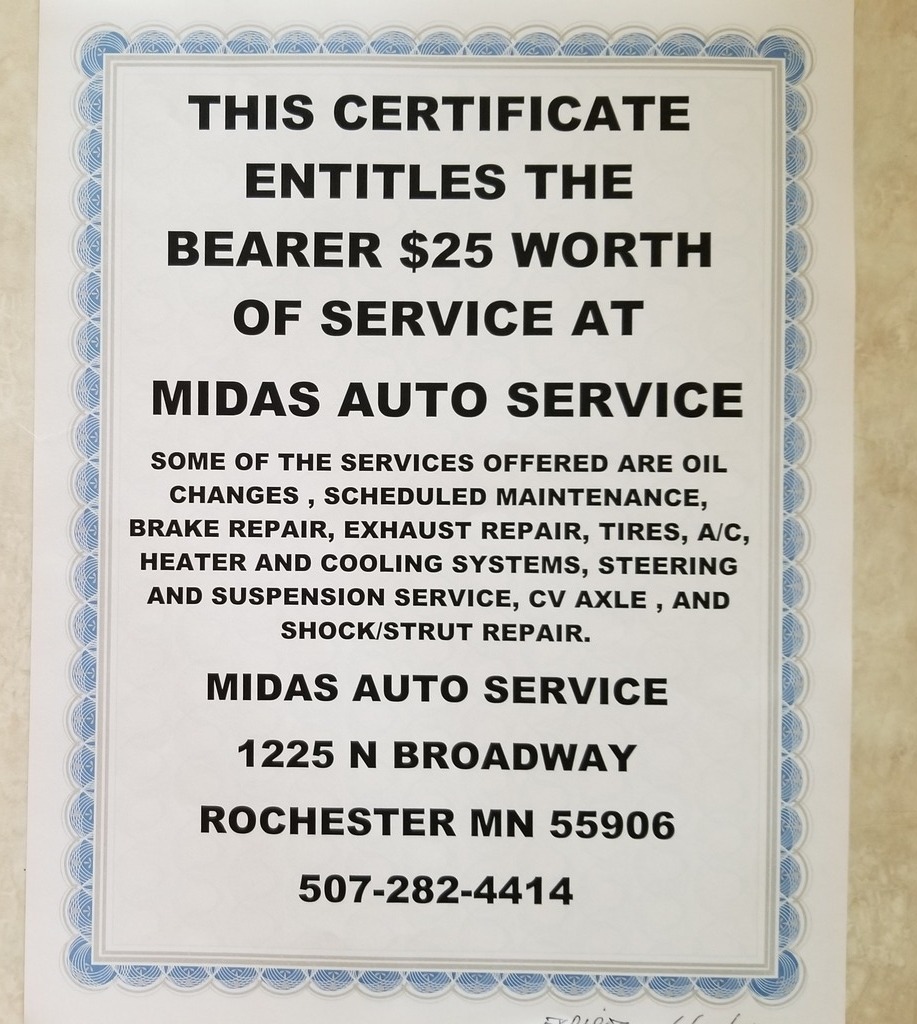 THIS CERTIFICATE
ENTITLES THE
BEARER $25 WORTH
OF SERVICE AT
MIDAS AUTO SERVICE
SOME OF THE SERVICES OFFERED ARE OIL
CHANGES , SCHEDULED MAINTENANCE,
BRAKE REPAIR, EXHAUST REPAIR, TIRES, A/C,
HEATER AND COOLING SYSTEMS, STEERING
AND SUSPENSION SERVICE, CV AXLE , AND
SHOCK/STRUT REPAIR.
MIDAS AUTO SERVICE
1225 N BROADWAY
ROCHESTER MN 55906
507-282-4414